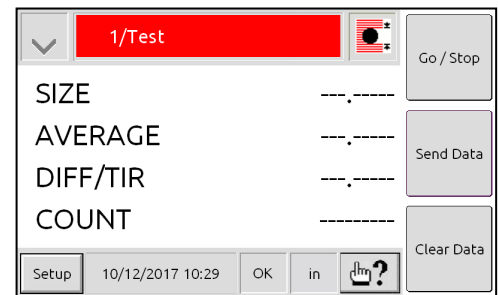 1/Test
Go / Stop
SIZE ---.-----
AVERAGE ---.-----
DIFF/TIR ---.-----
COUNT ---------
Send Data
Clear Data
Setup 10/12/2017 10:29 OK in ?